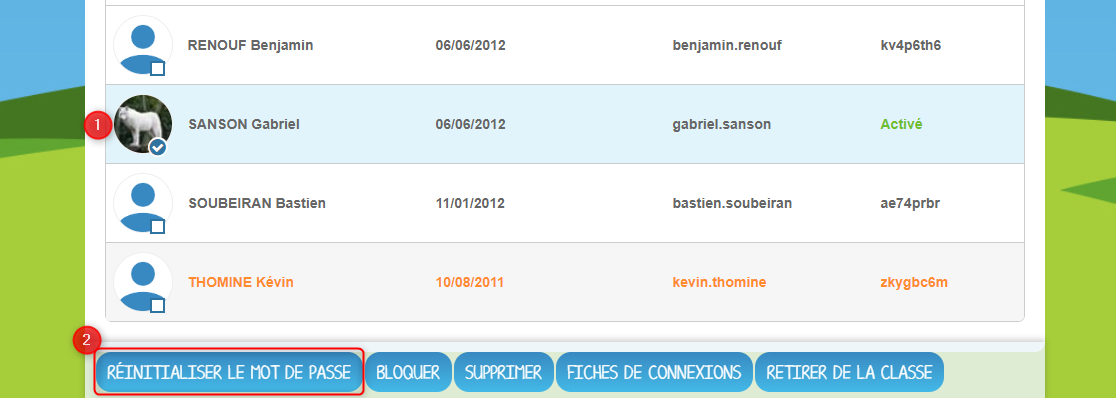 RENOUF Benjamin 06/06/2012 benjamin.renouf kv4p6th6
1 SANSON Gabriel 06/06/2012 gabriel.sanson Activé
SOUBEIRAN Bastien 11/01/2012 bastien.soubeiran ae74prbr
THOMINE Kévin 10/08/2011 kevin.thomine zkygbc6m
2
RÉINITIALISER LE MOT DE PASSE BLOQUER SUPPRIMER FICHES DE CONNEXIONS RETIRER DE LA CLASSE